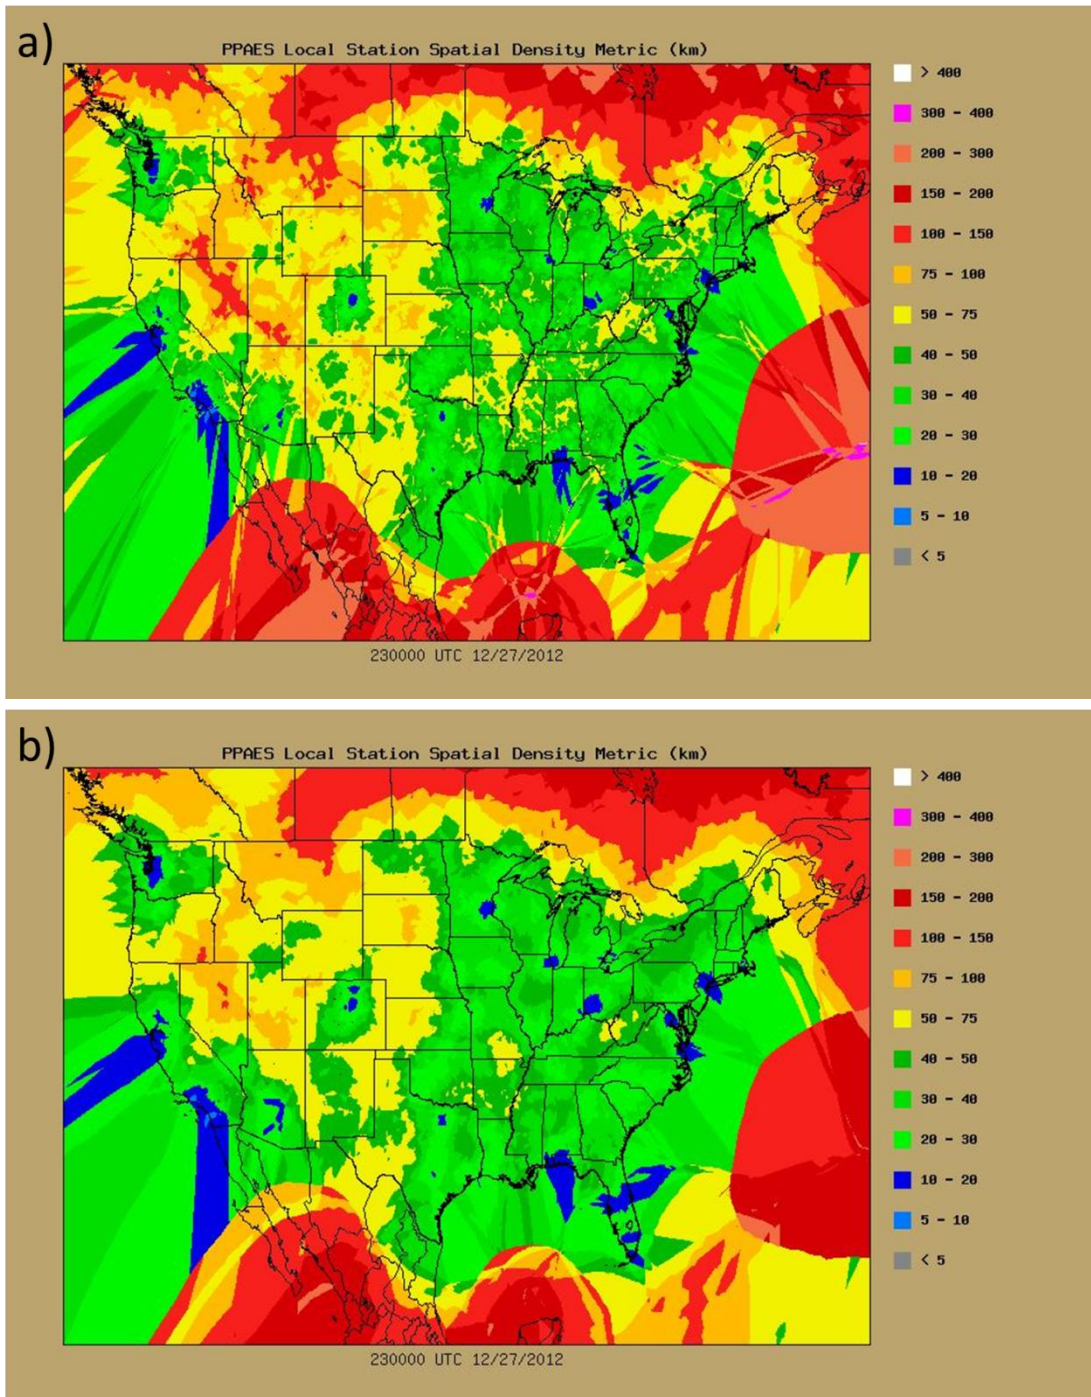 a)
PPAES Local Station Spatial Density Metric (km)
> 400
300 - 400
200 - 300
150 - 200
100 - 150
75 - 100
50 - 75
40 - 50
30 - 40
20 - 30
10 - 20
5 - 10
< 5
230000 UTC 12/27/2012
b)
PPAES Local Station Spatial Density Metric (km)
> 400
300 - 400
200 - 300
150 - 200
100 - 150
75 - 100
50 - 75
40 - 50
30 - 40
20 - 30
10 - 20
5 - 10
< 5
230000 UTC 12/27/2012